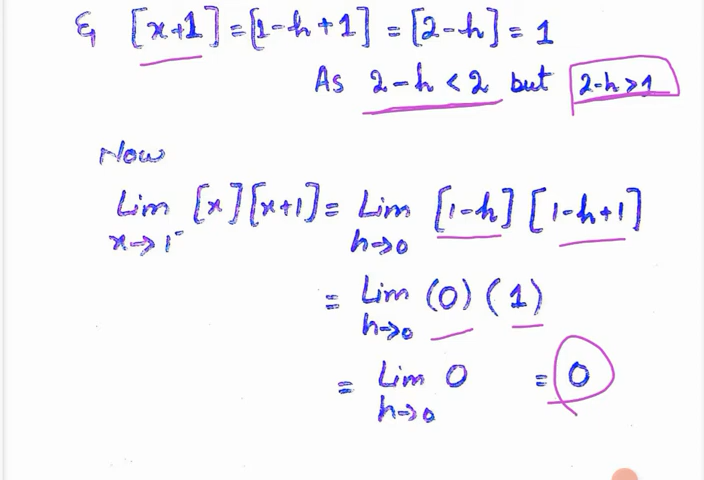 & [x+1] = [1-h+1] = [2-h] = 1
As 2-h < 2 but 2-h > 1
Now
Lim x→1⁻ [x][x+1] = Lim h→0 [1-h] [1-h+1]
= Lim h→0 (0) (1)
= Lim h→0 0 = 0